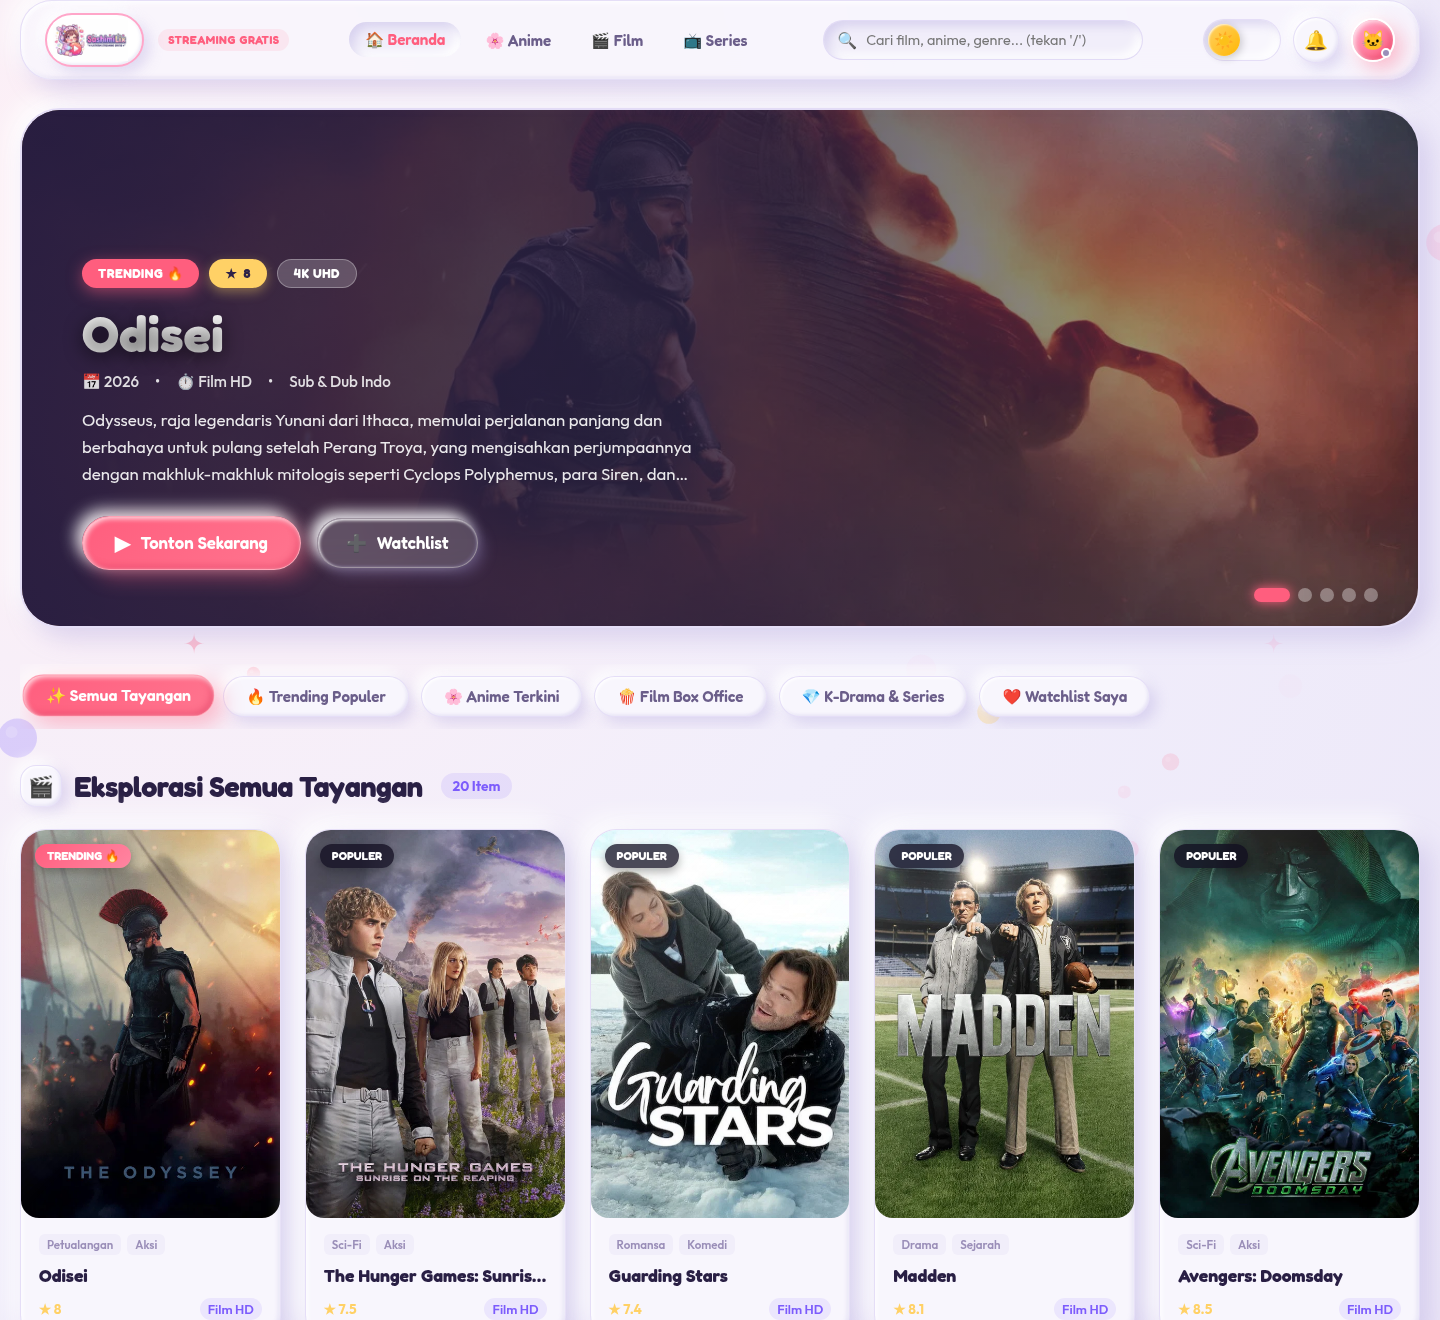 SashimiTV
STREAMING GRATIS
🏠 Beranda
🌸 Anime
🎬 Film
📺 Series
🔍 Cari film, anime, genre... (tekan '/')
TRENDING 🔥
★ 8
4K UHD
Odisei
📅 2026 • ⏱️ Film HD • Sub & Dub Indo
Odysseus, raja legendaris Yunani dari Ithaca, memulai perjalanan panjang dan
berbahaya untuk pulang setelah Perang Troya, yang mengisahkan perjumpaannya
dengan makhluk-makhluk mitologis seperti Cyclops Polyphemus, para Siren, dan...
▶ Tonton Sekarang
➕ Watchlist
✨ Semua Tayangan
🔥 Trending Populer
🌸 Anime Terkini
🍿 Film Box Office
💎 K-Drama & Series
❤️ Watchlist Saya
🎬 Eksplorasi Semua Tayangan
20 Item
TRENDING 🔥
THE ODYSSEY
Petualangan
Aksi
Odisei
★ 8
Film HD
POPULER
THE HUNGER GAMES
SUNRISE ON THE REAPING
Sci-Fi
Aksi
The Hunger Games: Sunris...
★ 7.5
Film HD
POPULER
Guarding
STARS
Romansa
Komedi
Guarding Stars
★ 7.4
Film HD
POPULER
MADDEN
Drama
Sejarah
Madden
★ 8.1
Film HD
POPULER
AVENGERS
DOOMSDAY
Sci-Fi
Aksi
Avengers: Doomsday
★ 8.5
Film HD